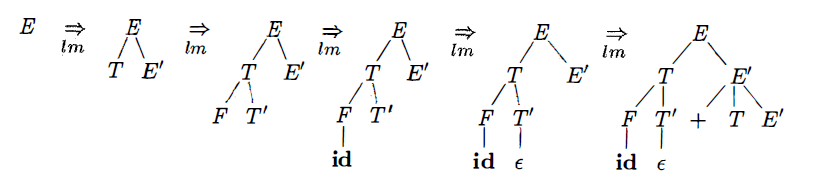 E ⇒ E ⇒ E ⇒ E ⇒ E ⇒ E
lm lm lm lm lm
T E′ T E′ T E′ T E′ T E′
F T′ F T′ F T′ F T′ + T E′
id id ϵ id ϵ